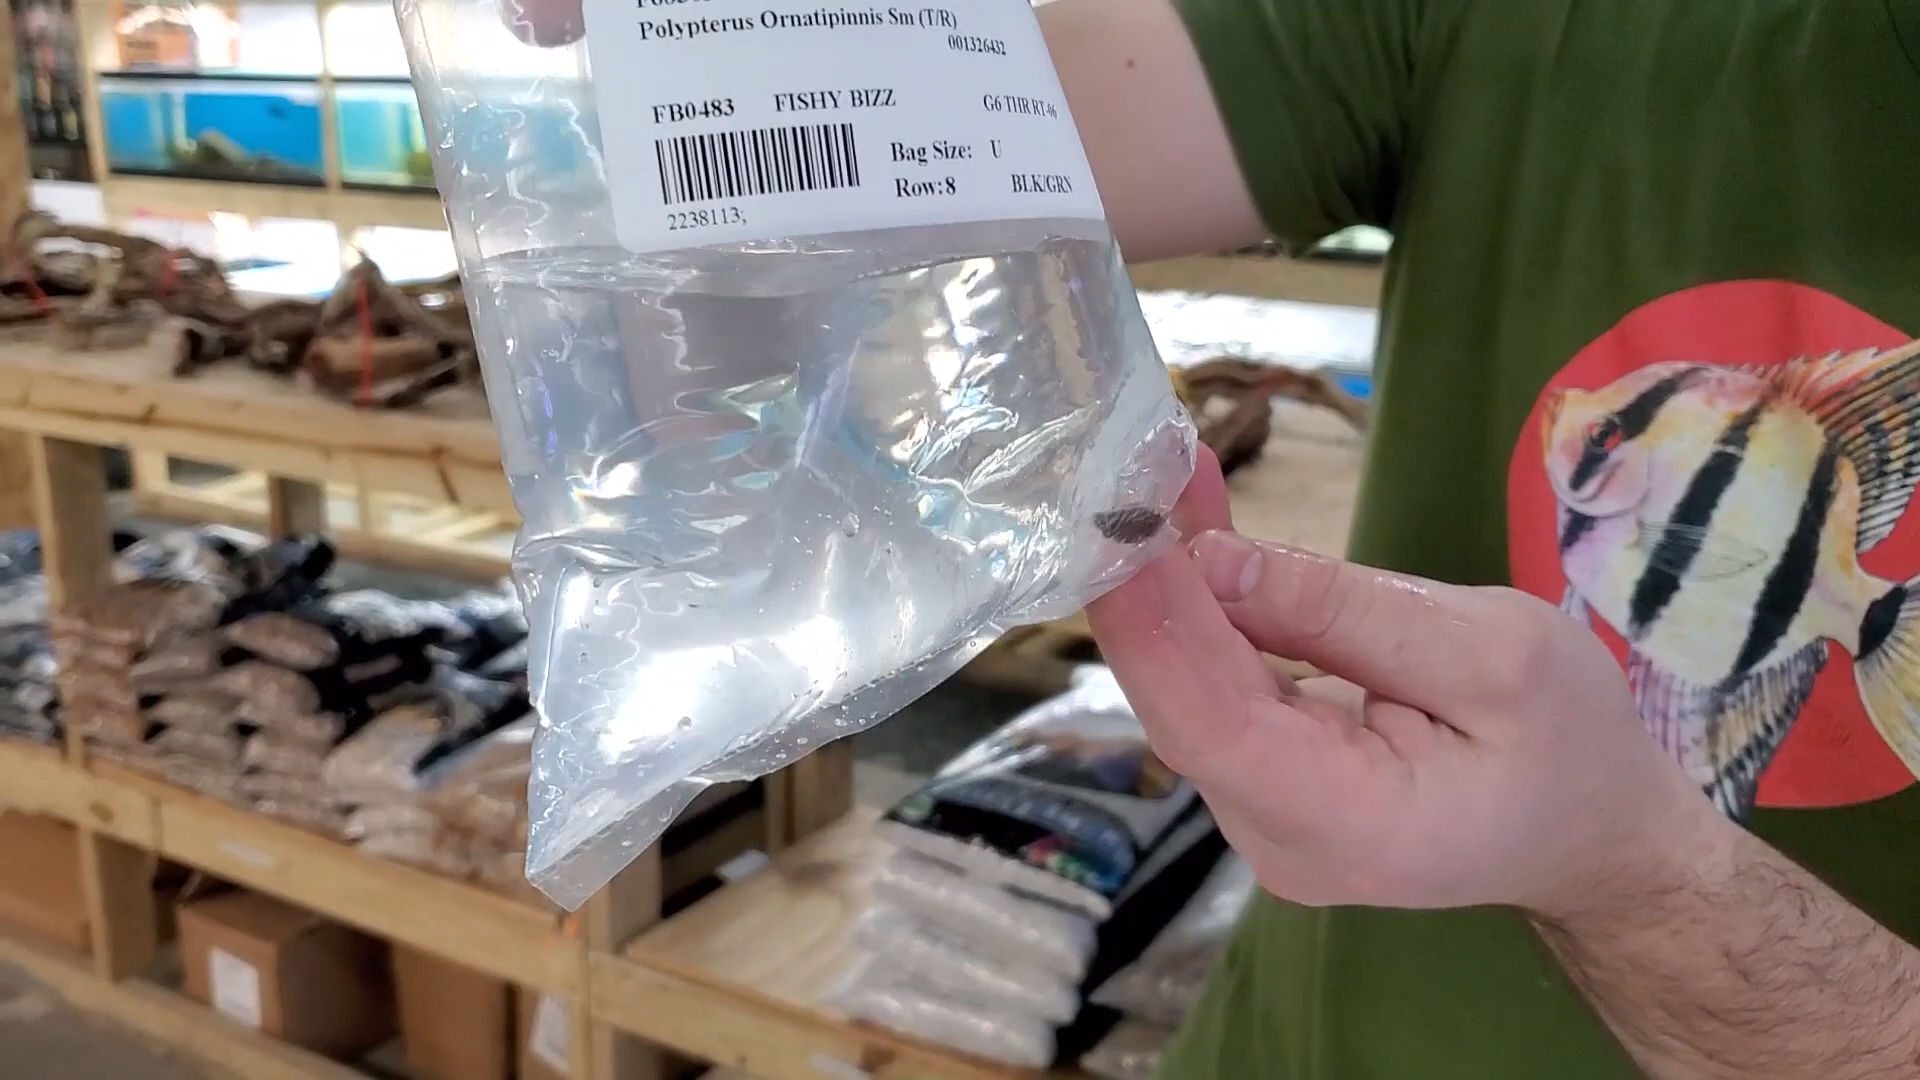 Polypterus Ornatipinnis Sm (T/R)
001326432
FB0483 FISHY BIZZ G6 THR RT-06
Bag Size: U
Row: 8 BLK/GRN
2238113;